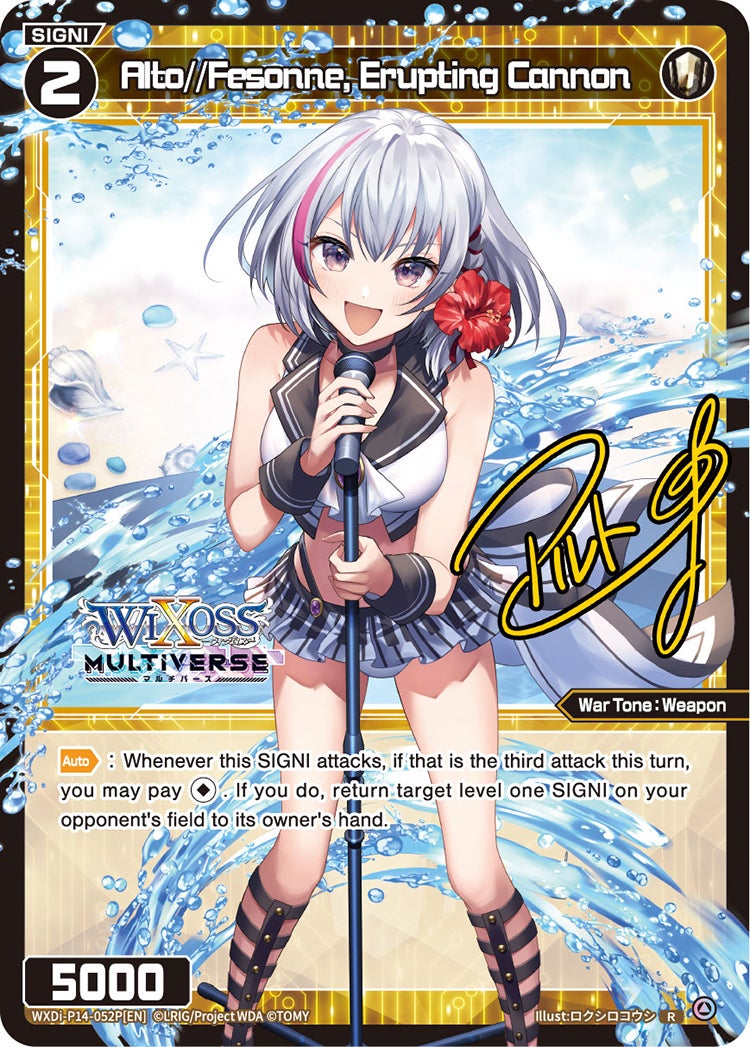 SIGNI
2
Alto//Fesonne, Erupting Cannon
アルト
WIXOSS
MULTIVERSE
マルチバース
War Tone : Weapon
Auto : Whenever this SIGNI attacks, if that is the third attack this turn,
you may pay ◆ . If you do, return target level one SIGNI on your
opponent's field to its owner's hand.
5000
WXDi-P14-052P[EN] ©LRIG/Project WDA ©TOMY Illust:ロクシロコウシ R